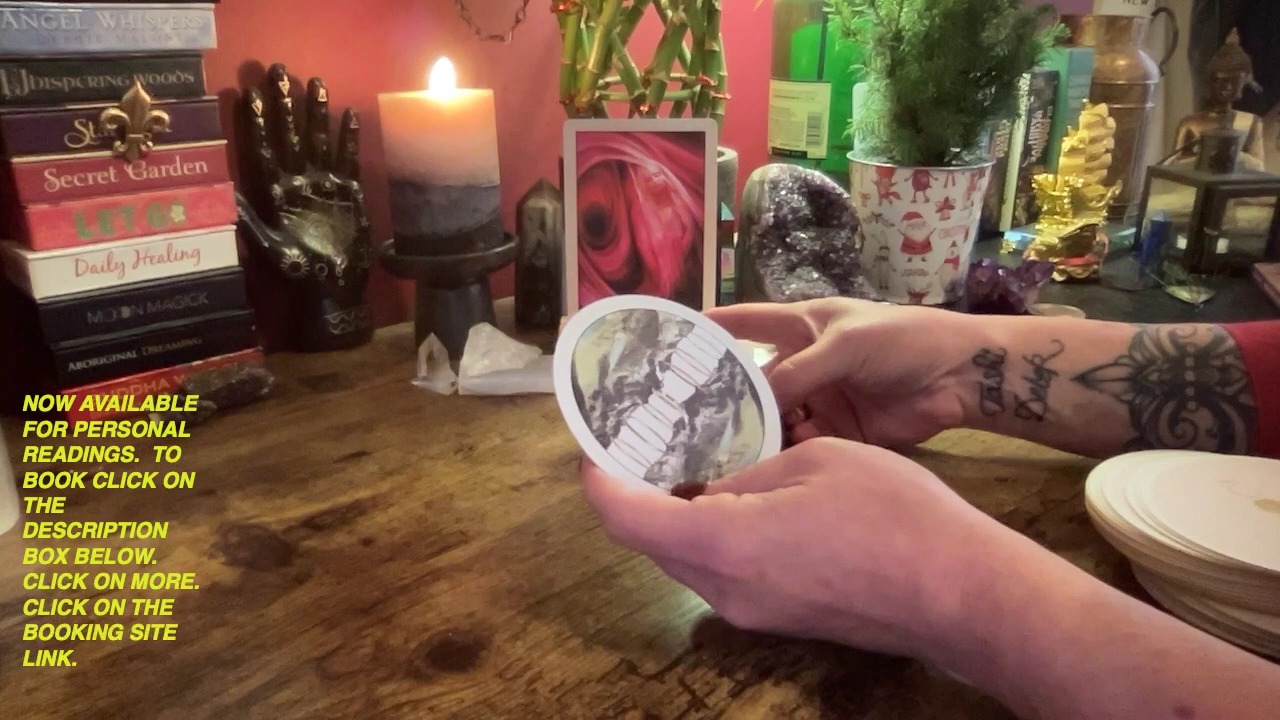 ANGEL WHISPERS
WHISPERING WOODS
Secret Garden
LET GO
Daily Healing
MOON MAGICK
ABORIGINAL DREAMING
NOW AVAILABLE
FOR PERSONAL
READINGS. TO
BOOK CLICK ON
THE
DESCRIPTION
BOX BELOW.
CLICK ON MORE.
CLICK ON THE
BOOKING SITE
LINK.